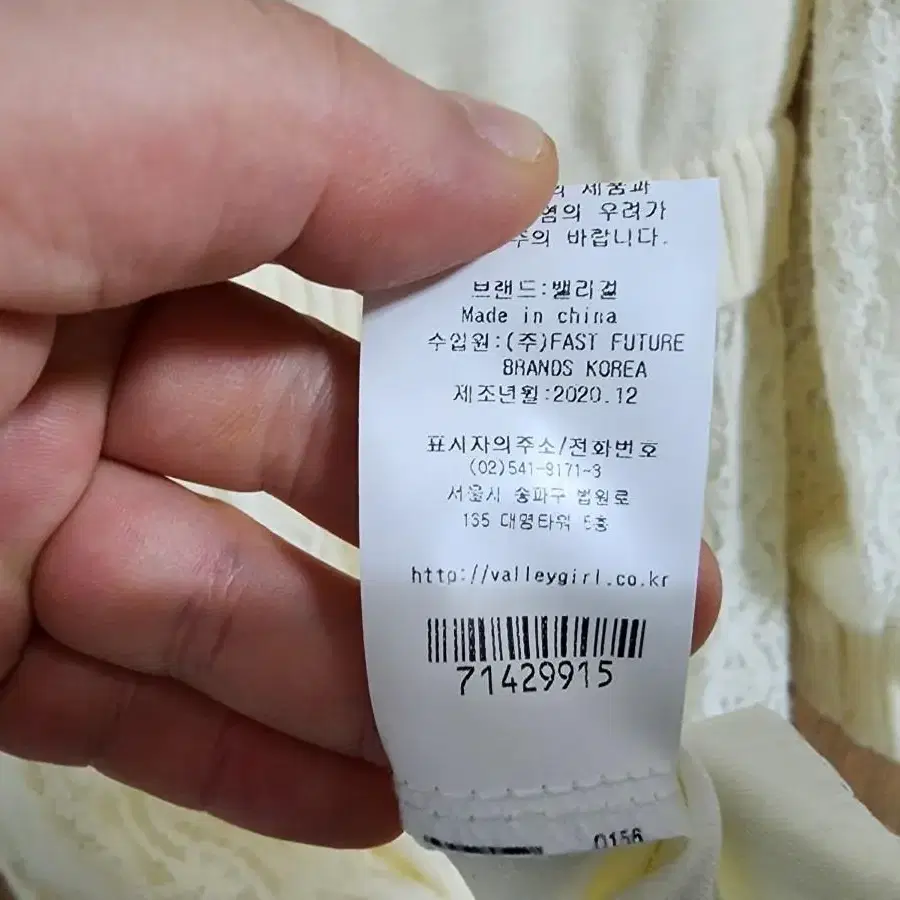 제품과
염의 우려가
주의 바랍니다.
브랜드:밸리걸
Made in china
수입원:(주)FAST FUTURE
BRANDS KOREA
제조년월:2020.12
표시자의주소/전화번호
(02)541-9171~3
서울시 송파구 법원로
135 대명타워 5층
http://valleygirl.co.kr
71429915
0156